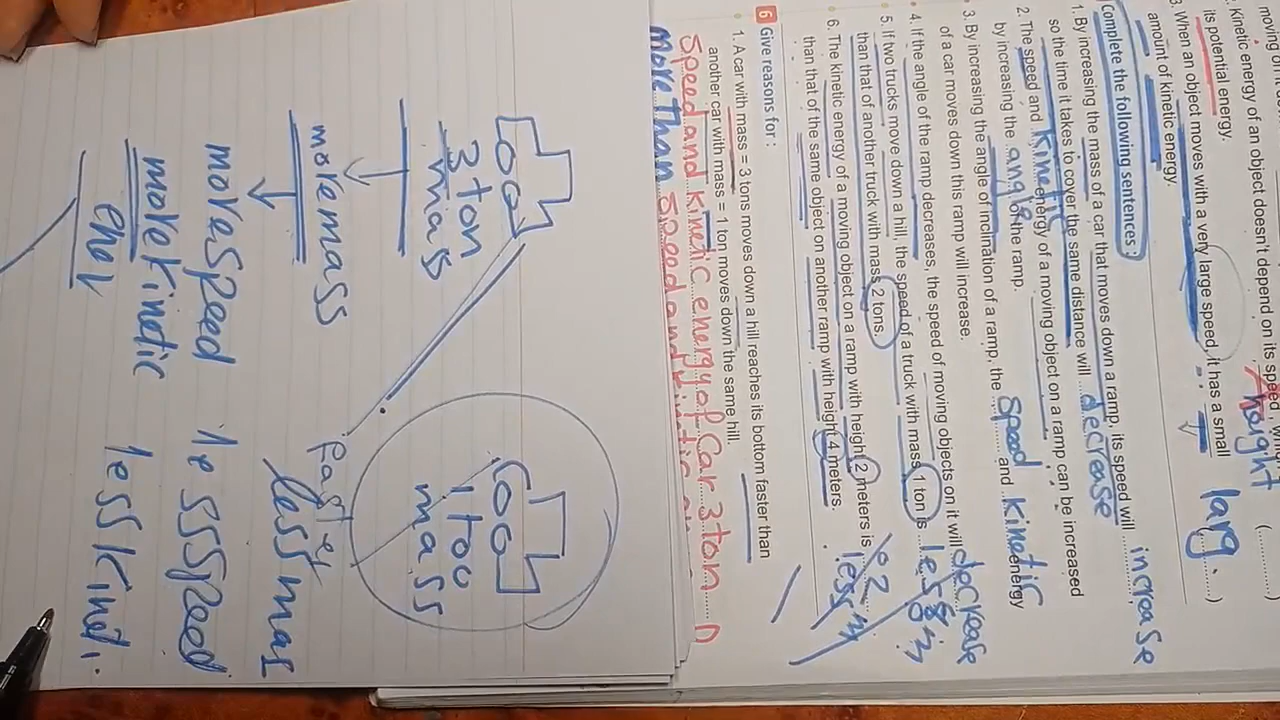 moving on it d
Kinetic energy of an object doesn't depend on its speed
height (............)
its potential energy.
3. When an object moves with a very large speed, it has a small larg. (............)
amount of kinetic energy.
Complete the following sentences :
1. By increasing the mass of a car that moves down a ramp, its speed will increase
so the time it takes to cover the same distance will decrease
2. The speed and kinetic energy of a moving object on a ramp can be increased
by increasing the angle of the ramp.
3. By increasing the angle of inclination of a ramp, the speed and kinetic energy
of a car moves down this ramp will increase.
4. If the angle of the ramp decreases, the speed of moving objects on it will decrease
5. If two trucks move down a hill, the speed of a truck with mass 1 ton is less
than that of another truck with mass 2 tons.
6. The kinetic energy of a moving object on a ramp with height 2 meters is less
than that of the same object on another ramp with height 4 meters.
6 Give reasons for :
1. A car with mass = 3 tons moves down a hill reaches its bottom faster than
another car with mass = 1 ton moves down the same hill.
Speed and kinetic energy of Car 3 ton
more than speed and kinetic
3 ton
mass
1 ton
mass
faster
more mass less mas
more speed less speed
more kinetic less kindi.